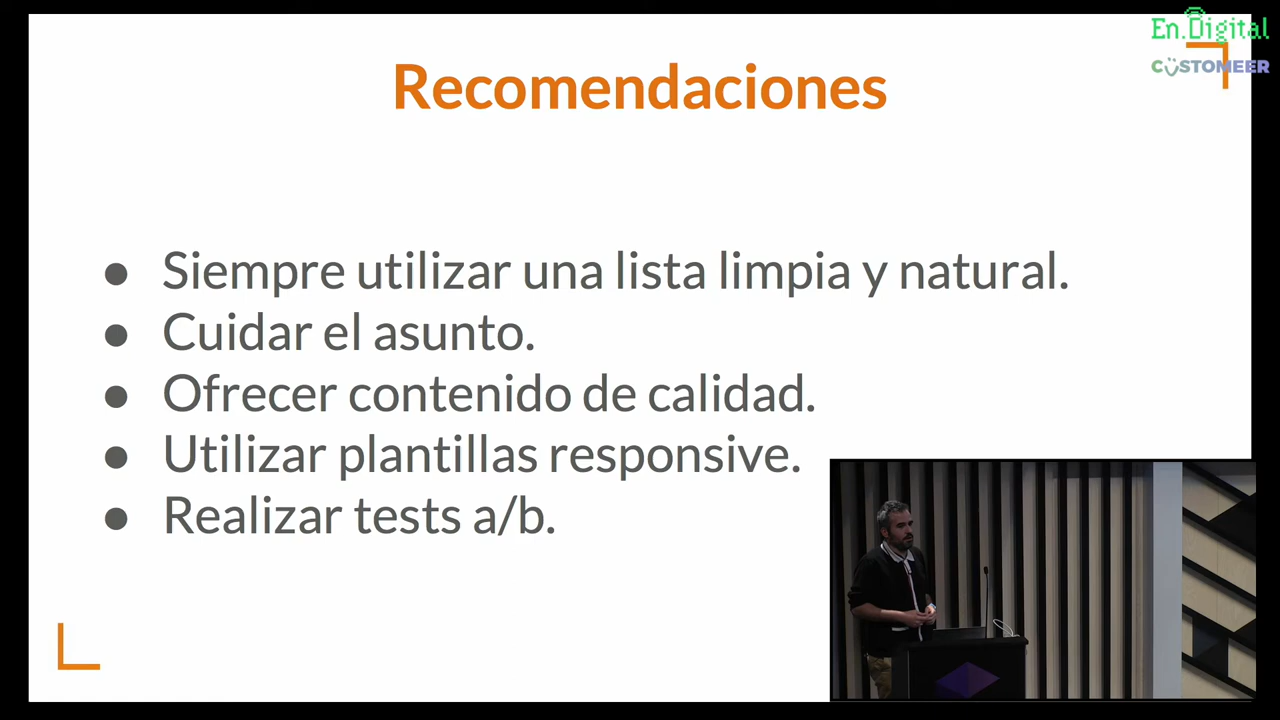 En.Digital
CUSTOMEER
Recomendaciones
● Siempre utilizar una lista limpia y natural.
● Cuidar el asunto.
● Ofrecer contenido de calidad.
● Utilizar plantillas responsive.
● Realizar tests a/b.